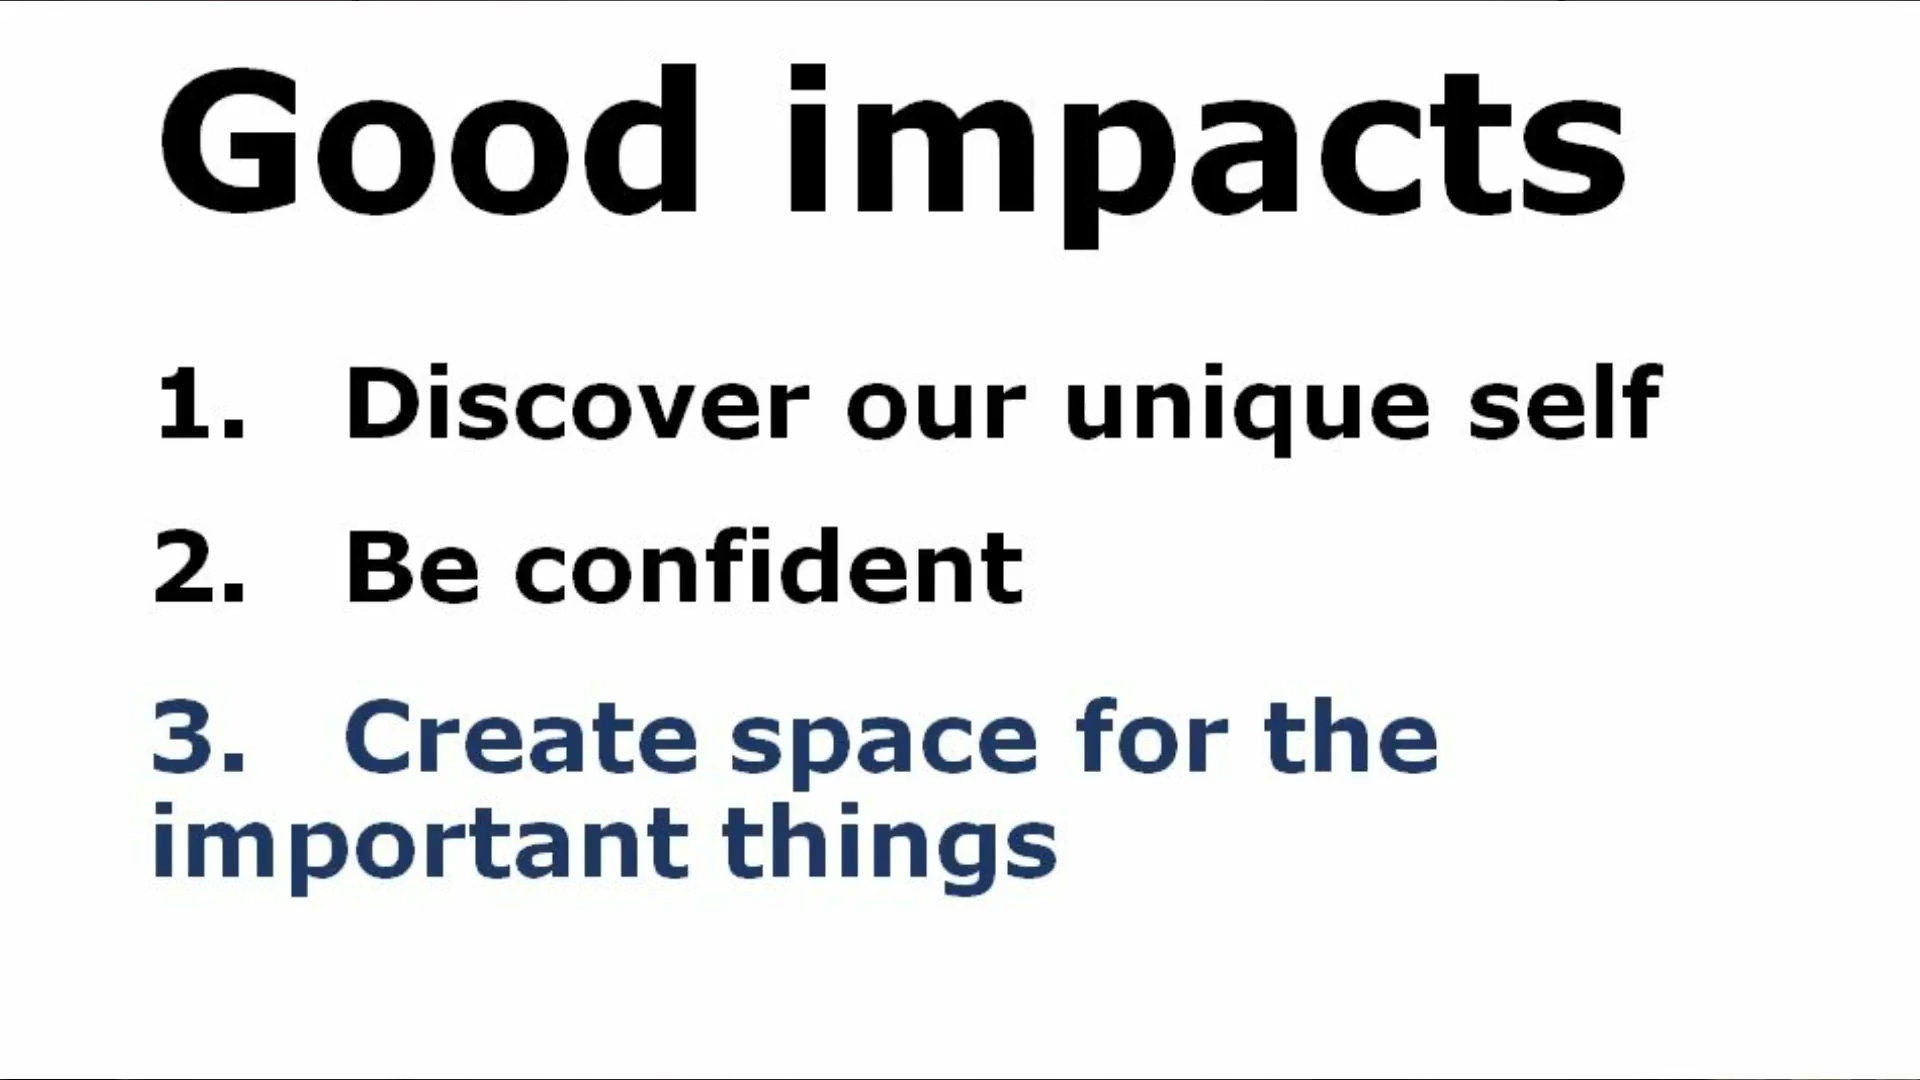 Good impacts
1. Discover our unique self
2. Be confident
3. Create space for the
important things